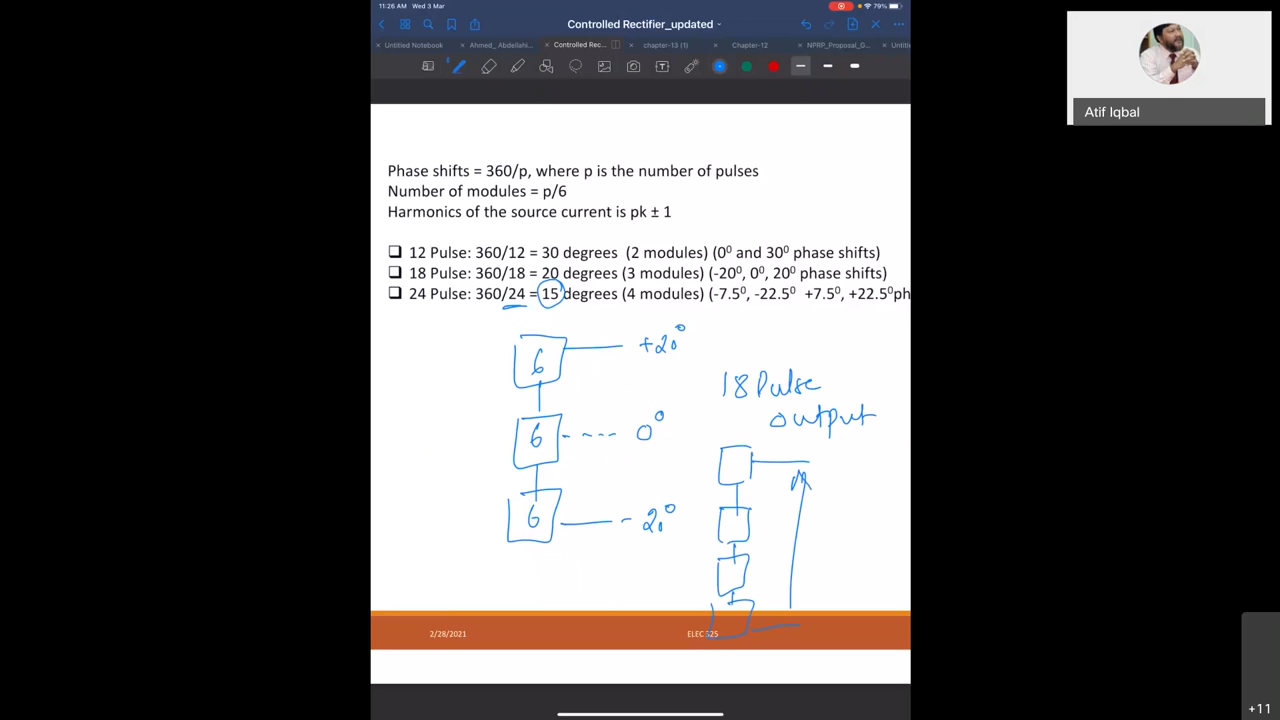 11:26 AM Wed 3 Mar
79%
Controlled Rectifier_updated
Untitled Notebook
Ahmed_ Abdellahi...
Controlled Rec...
chapter-13 (1)
Chapter-12
NPRP_Proposal_G...
Untitl
Atif Iqbal
Phase shifts = 360/p, where p is the number of pulses
Number of modules = p/6
Harmonics of the source current is pk ± 1
12 Pulse: 360/12 = 30 degrees (2 modules) (0⁰ and 30⁰ phase shifts)
18 Pulse: 360/18 = 20 degrees (3 modules) (-20⁰, 0⁰, 20⁰ phase shifts)
24 Pulse: 360/24 = 15 degrees (4 modules) (-7.5⁰, -22.5⁰ +7.5⁰, +22.5⁰ph
6
+20°
18 Pulse
output
6
0°
6
-20°
2/28/2021
ELEC 525
+11